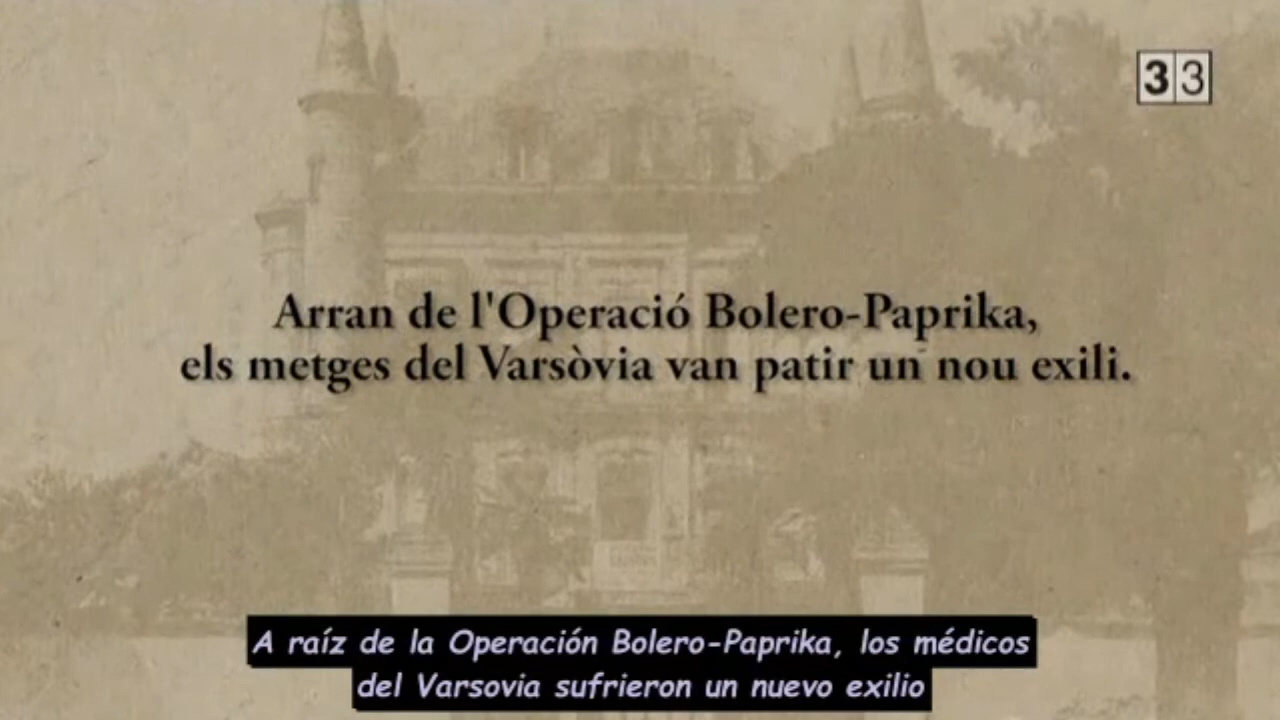 33
Arran de l'Operació Bolero-Paprika,
els metges del Varsòvia van patir un nou exili.
A raíz de la Operación Bolero-Paprika, los médicos
del Varsovia sufrieron un nuevo exilio